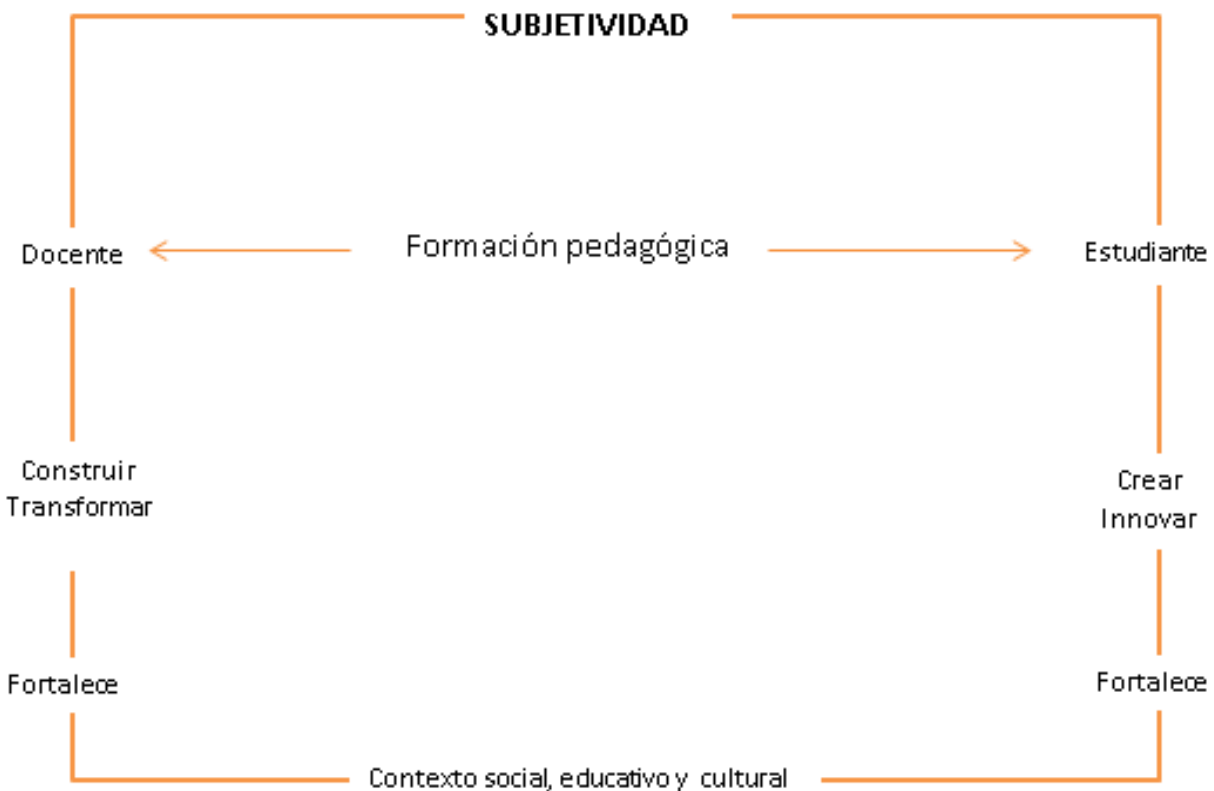 SUBJETIVIDAD
Docente
Formación pedagógica
Estudiante
Construir
Transformar
Crear
Innovar
Fortalece
Fortalece
Contexto social, educativo y cultural